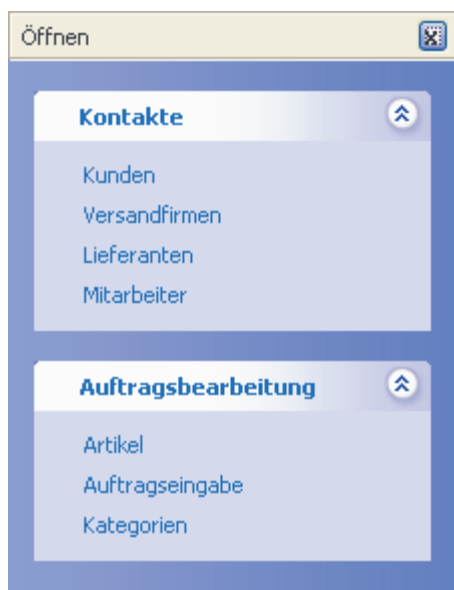 Öffnen
Kontakte
Kunden
Versandfirmen
Lieferanten
Mitarbeiter
Auftragsbearbeitung
Artikel
Auftragseingabe
Kategorien